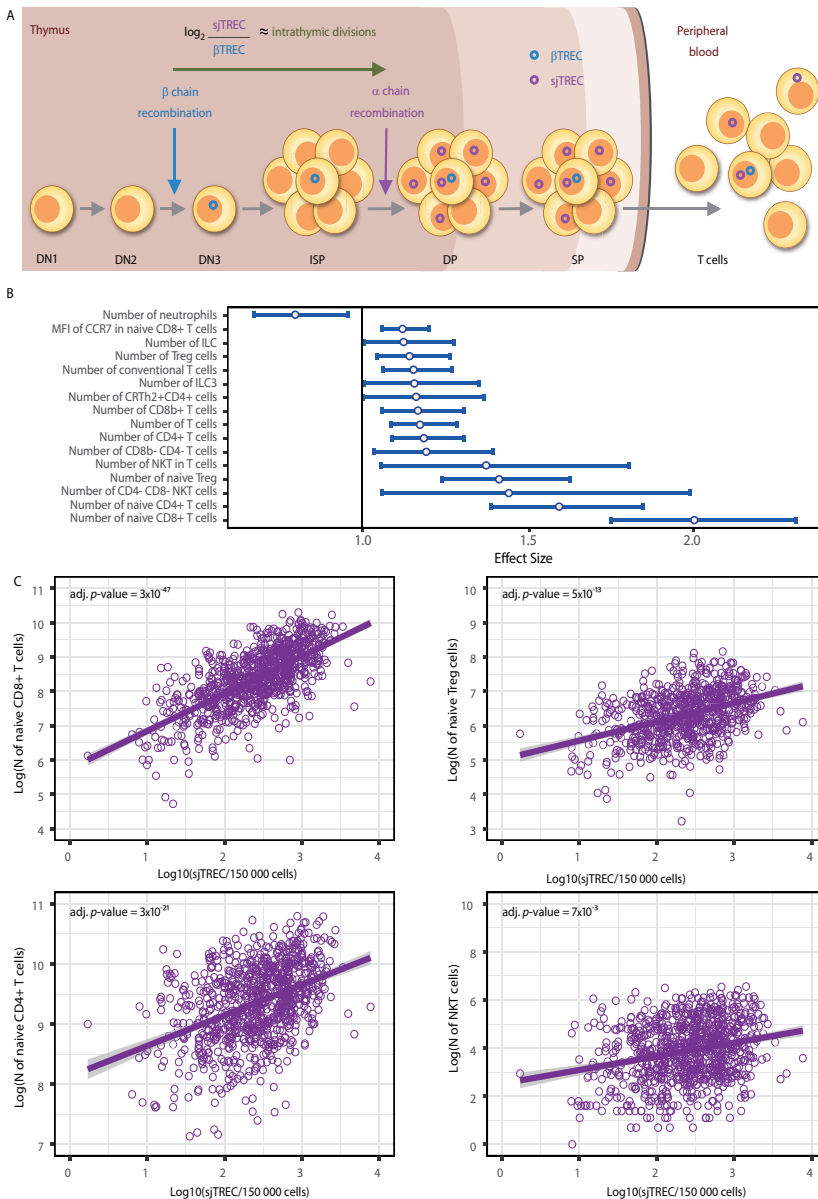 A
Thymus
log2 sjTREC / βTREC ≈ intrathymic divisions
Peripheral
blood
βTREC
sjTREC
β chain
recombination
α chain
recombination
DN1
DN2
DN3
ISP
DP
SP
T cells
B
Number of neutrophils
MFI of CCR7 in naive CD8+ T cells
Number of ILC
Number of Treg cells
Number of conventional T cells
Number of ILC3
Number of CRTh2+CD4+ cells
Number of CD8b+ T cells
Number of T cells
Number of CD4+ T cells
Number of CD8b- CD4- T cells
Number of NKT in T cells
Number of naive Treg
Number of CD4- CD8- NKT cells
Number of naive CD4+ T cells
Number of naive CD8+ T cells
1.0 1.5 2.0
Effect Size
C
adj. p-value = 3x10^-47
Log(N of naive CD8+ T cells)
11
10
9
8
7
6
5
4
0 1 2 3 4
Log10(sjTREC/150 000 cells)
adj. p-value = 5x10^-13
Log(N of naive Treg cells)
10
9
8
7
6
5
4
3
0 1 2 3 4
Log10(sjTREC/150 000 cells)
adj. p-value = 3x10^-21
Log(N of naive CD4+ T cells)
11
10
9
8
7
0 1 2 3 4
Log10(sjTREC/150 000 cells)
adj. p-value = 7x10^-3
Log(N of NKT cells)
10
8
6
4
2
0
0 1 2 3 4
Log10(sjTREC/150 000 cells)